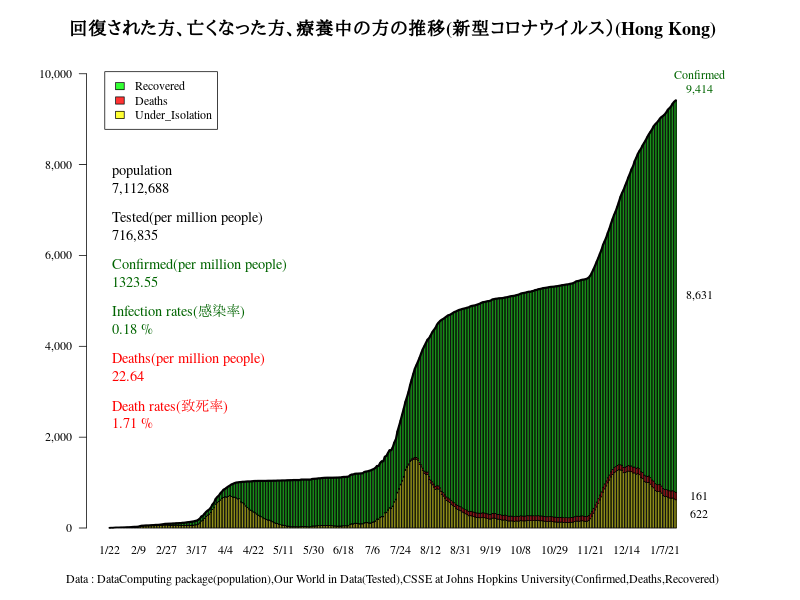 回復された方、亡くなった方、療養中の方の推移(新型コロナウイルス）(Hong Kong)
Confirmed
9,414
10,000
8,000
6,000
4,000
2,000
0
Recovered
Deaths
Under_Isolation
population
7,112,688
Tested(per million people)
716,835
Confirmed(per million people)
1323.55
Infection rates(感染率)
0.18 %
Deaths(per million people)
22.64
Death rates(致死率)
1.71 %
8,631
161
622
1/22 2/9 2/27 3/17 4/4 4/22 5/11 5/30 6/18 7/6 7/24 8/12 8/31 9/19 10/8 10/29 11/21 12/14 1/7/21
Data : DataComputing package(population),Our World in Data(Tested),CSSE at Johns Hopkins University(Confirmed,Deaths,Recovered)